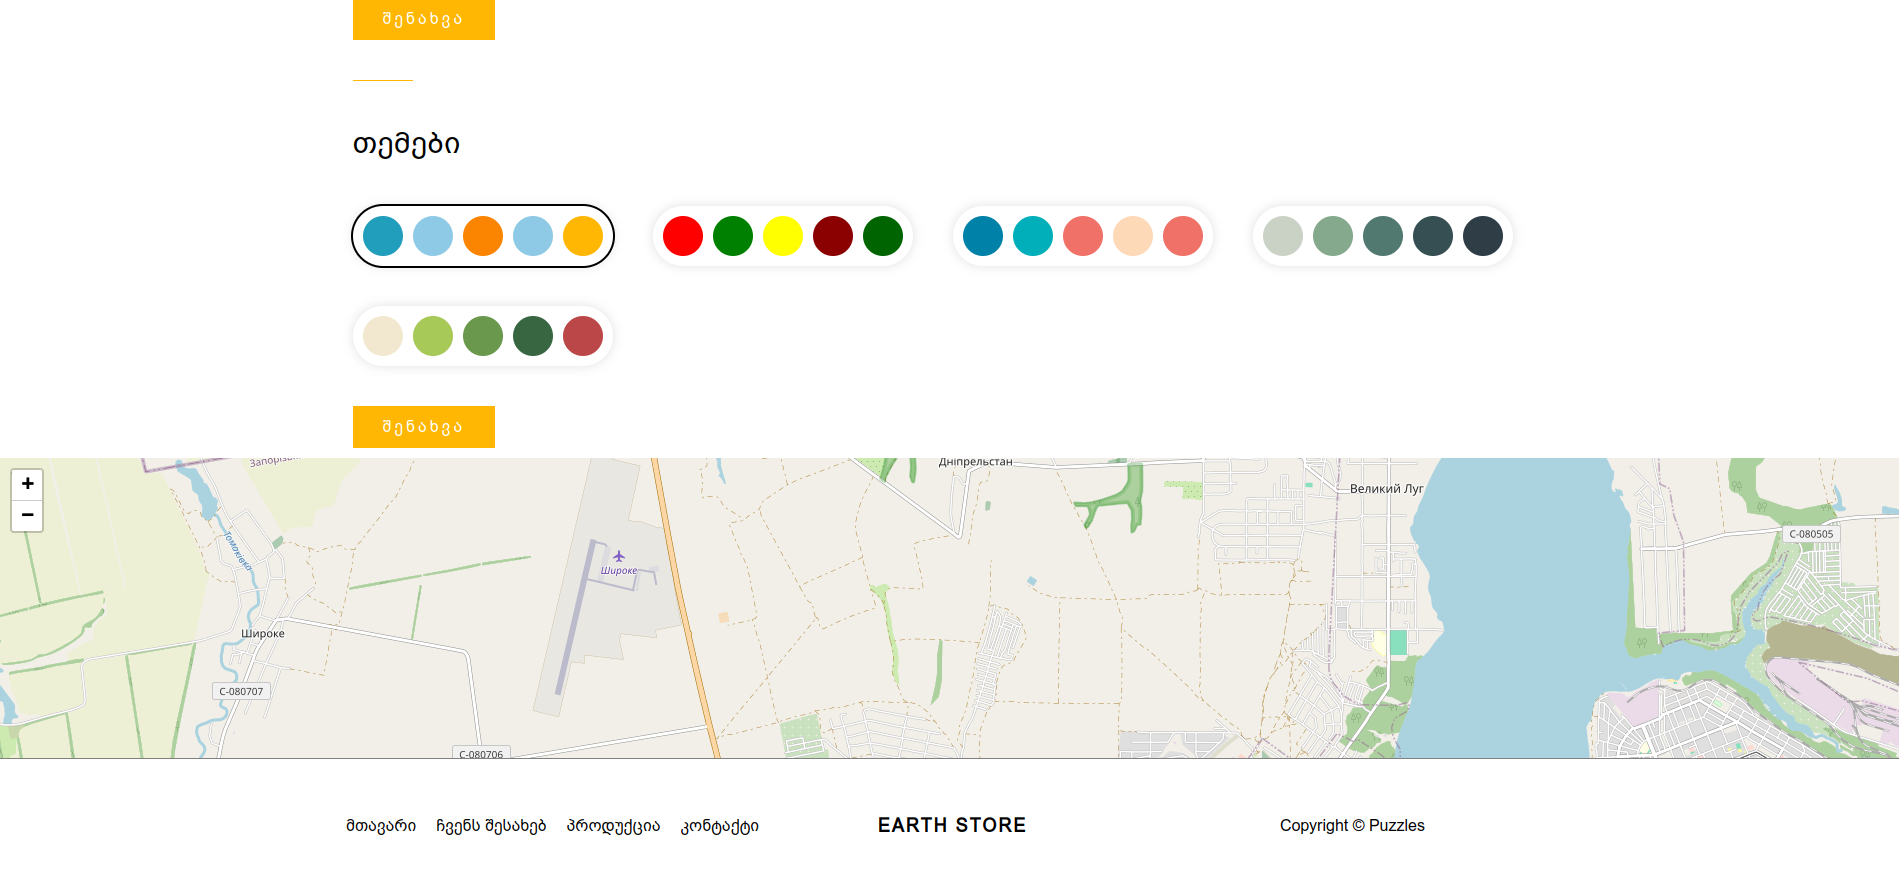 შენახვა
თემები
შენახვა
+
−
Дніпрельстан
Великий Луг
С-080505
Томаківка
Широке
Широке
С-080707
С-080706
მთავარი ჩვენს შესახებ პროდუქცია კონტაქტი
EARTH STORE
Copyright © Puzzles